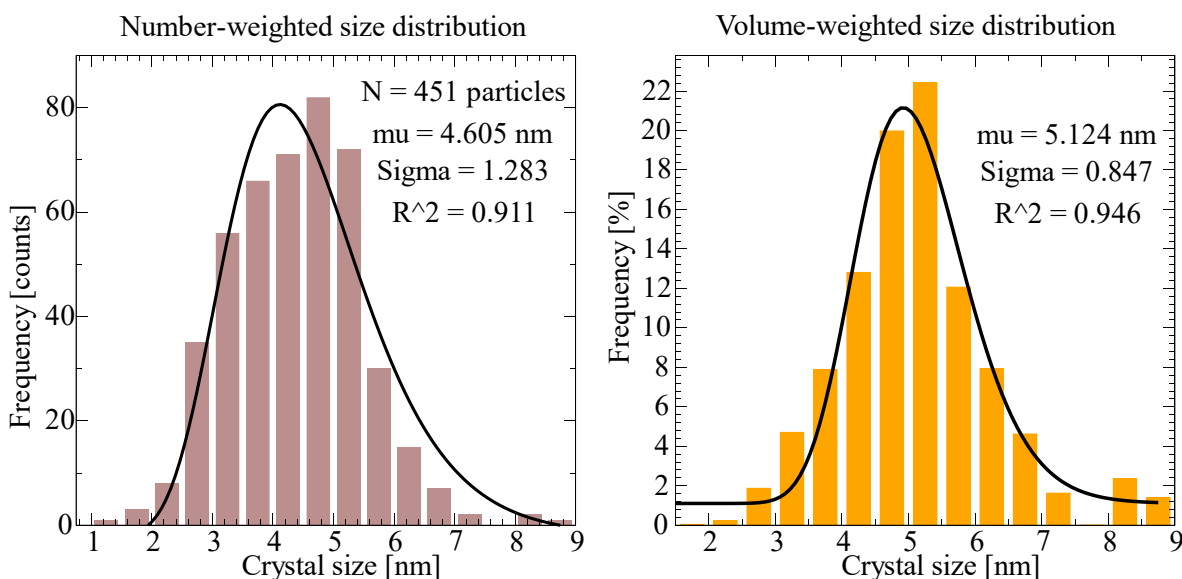 Number-weighted size distribution
N = 451 particles
mu = 4.605 nm
Sigma = 1.283
R^2 = 0.911
Frequency [counts]
80
60
40
20
0
1 2 3 4 5 6 7 8 9
Crystal size [nm]
Volume-weighted size distribution
mu = 5.124 nm
Sigma = 0.847
R^2 = 0.946
Frequency [%]
22
20
18
16
14
12
10
8
6
4
2
0
2 3 4 5 6 7 8 9
Crystal size [nm]